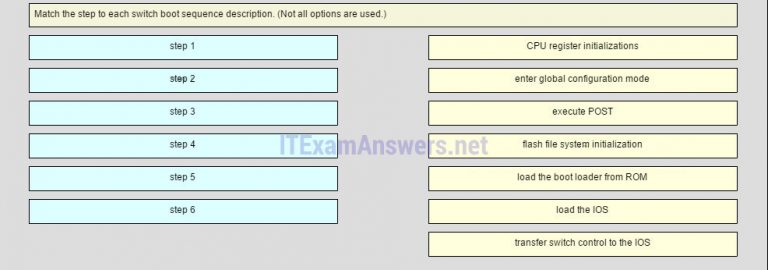 Match the step to each switch boot sequence description. (Not all options are used.)
step 1
CPU register initializations
step 2
enter global configuration mode
step 3
execute POST
step 4
flash file system initialization
ITExamAnswers.net
step 5
load the boot loader from ROM
step 6
load the IOS
transfer switch control to the IOS